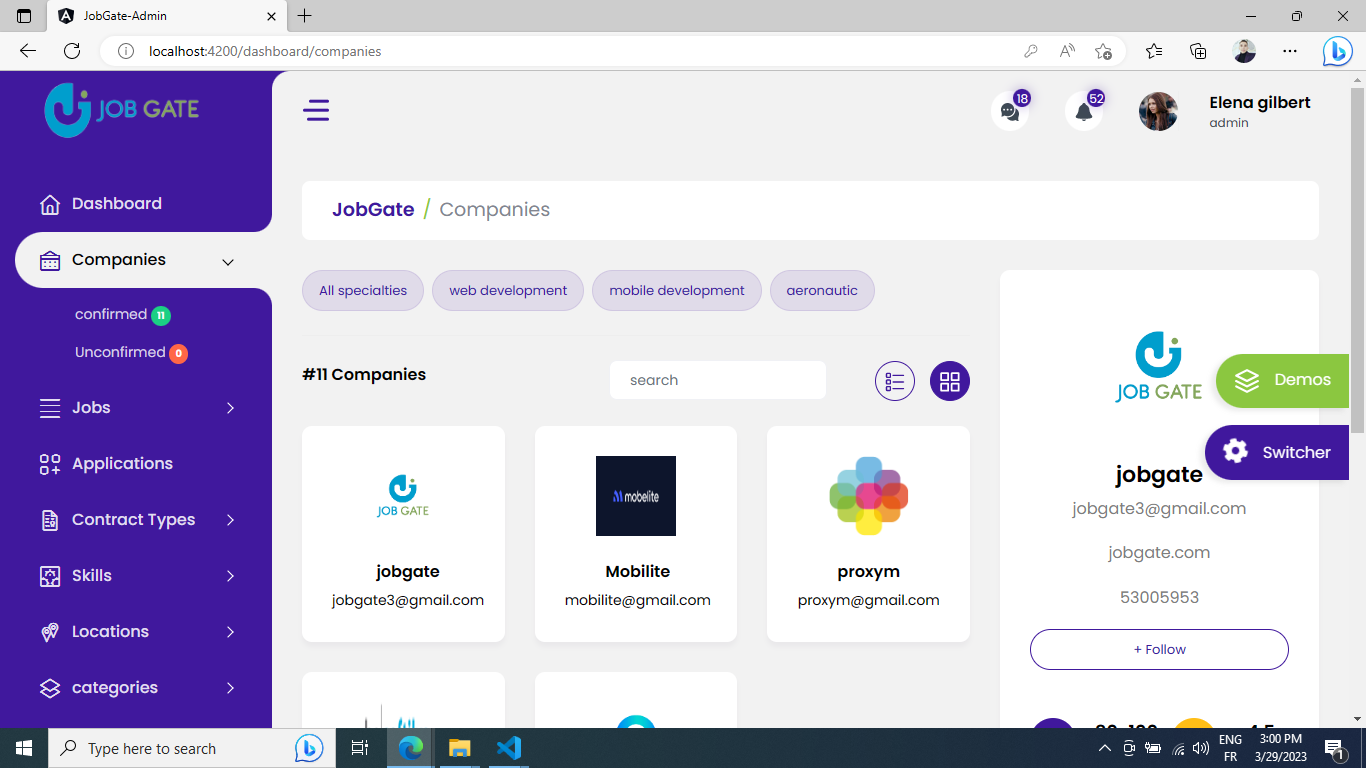 JobGate-Admin
localhost:4200/dashboard/companies
JOB GATE
18
52
Elena gilbert
admin
Dashboard
JobGate / Companies
Companies
All specialties
web development
mobile development
aeronautic
confirmed 11
Unconfirmed 0
#11 Companies
search
JOB GATE
Demos
Switcher
Jobs
Applications
Contract Types
Skills
Locations
categories
JOB GATE
jobgate
jobgate3@gmail.com
mobelite
Mobilite
mobilite@gmail.com
proxym
proxym@gmail.com
jobgate
jobgate3@gmail.com
jobgate.com
53005953
+ Follow
Type here to search
ENG
FR
3:00 PM
3/29/2023
1